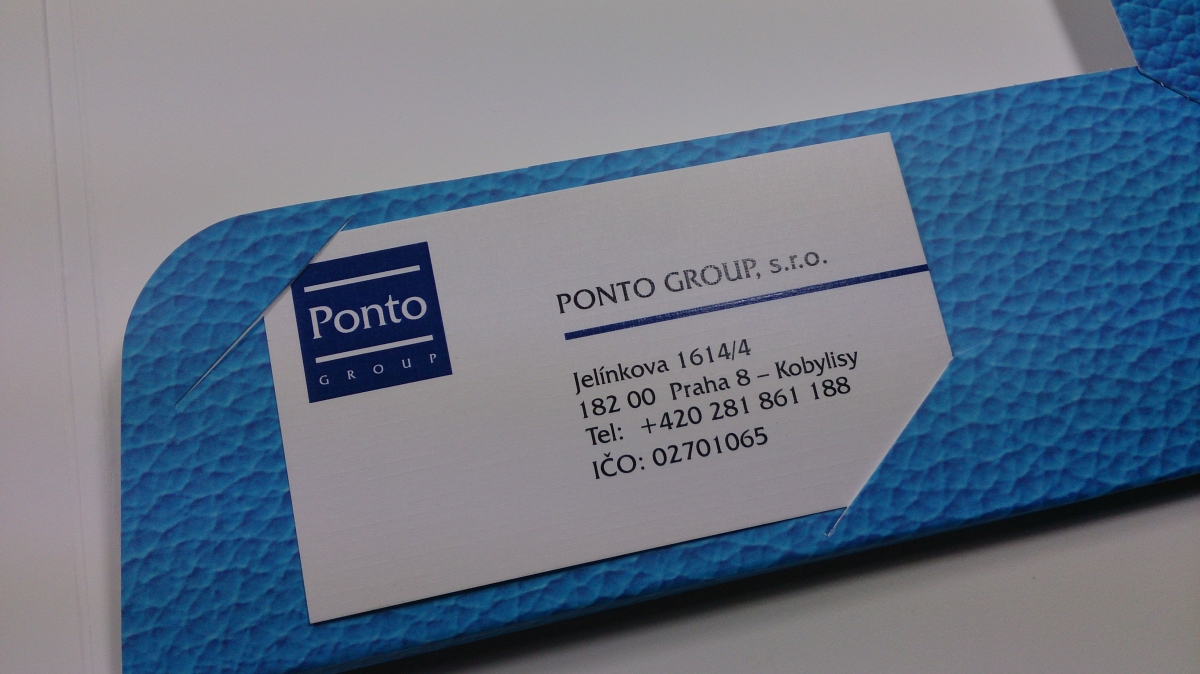 Ponto
GROUP
PONTO GROUP, s.r.o.
Jelínkova 1614/4
182 00 Praha 8 – Kobylisy
Tel: +420 281 861 188
IČO: 02701065